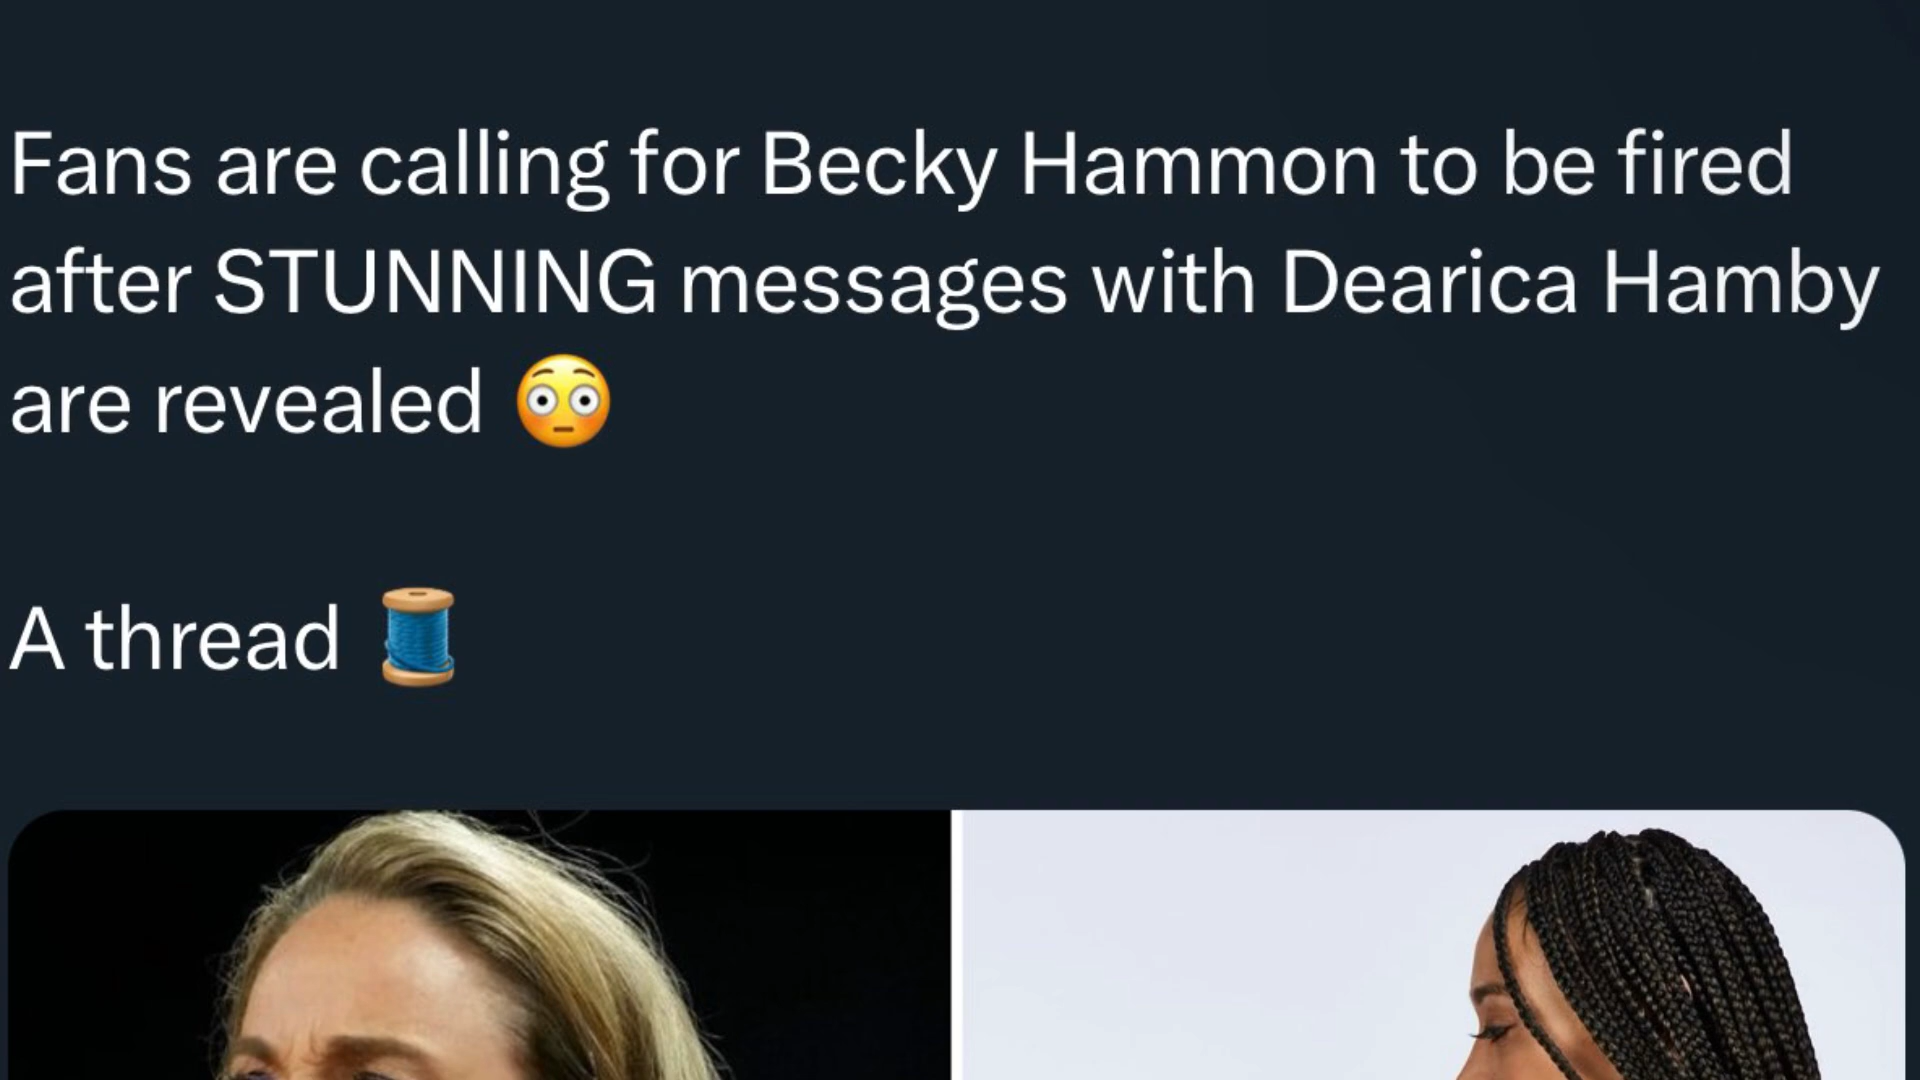 Fans are calling for Becky Hammon to be fired
after STUNNING messages with Dearica Hamby
are revealed 😳
A thread 🧵